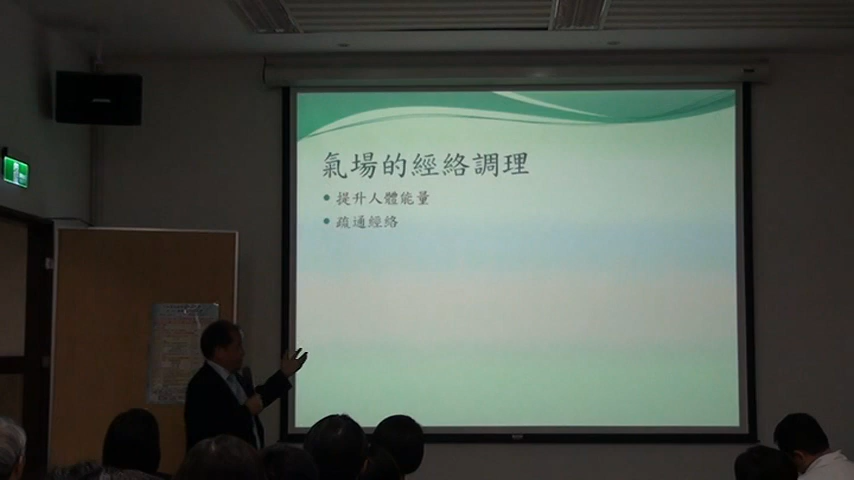 氣場的經絡調理
提升人體能量
疏通經絡